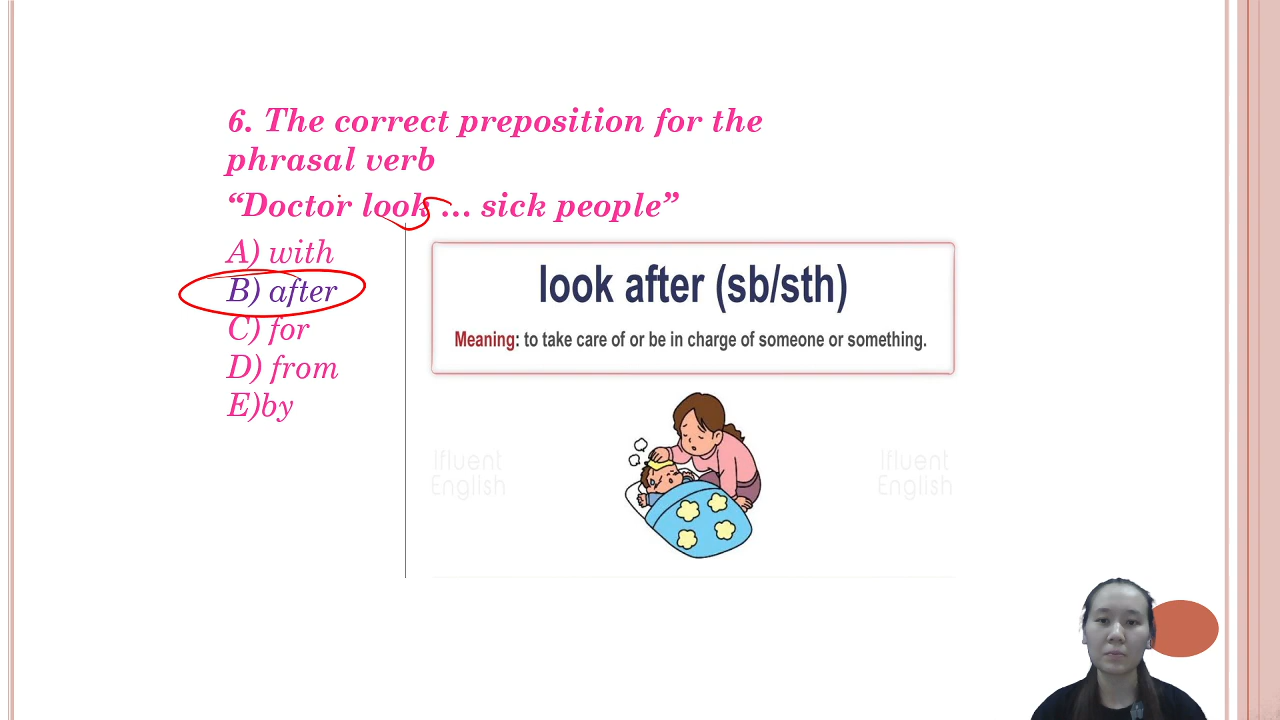 6. The correct preposition for the
phrasal verb
“Doctor look ... sick people”
A) with
B) after
C) for
D) from
E)by
look after (sb/sth)
Meaning: to take care of or be in charge of someone or something.
Ifluent
English
Ifluent
English